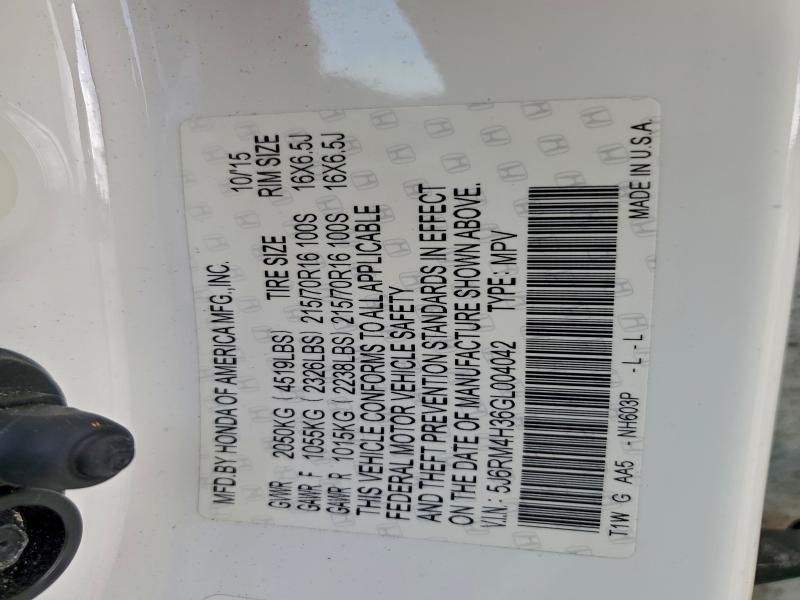 MFD. BY HONDA OF AMERICA MFG., INC. 10/'15
GVWR 2050KG ( 4519LBS) TIRE SIZE RIM SIZE
GAWR F 1055KG ( 2326LBS) 215/70R16 100S 16X6.5J
GAWR R 1015KG ( 2238LBS) 215/70R16 100S 16X6.5J
THIS VEHICLE CONFORMS TO ALL APPLICABLE
FEDERAL MOTOR VEHICLE SAFETY
AND THEFT PREVENTION STANDARDS IN EFFECT
ON THE DATE OF MANUFACTURE SHOWN ABOVE.
V.I.N.: 5J6RM4H36GL004042 TYPE: MPV
T1W G AA5 -NH603P -L -L MADE IN U.S.A.